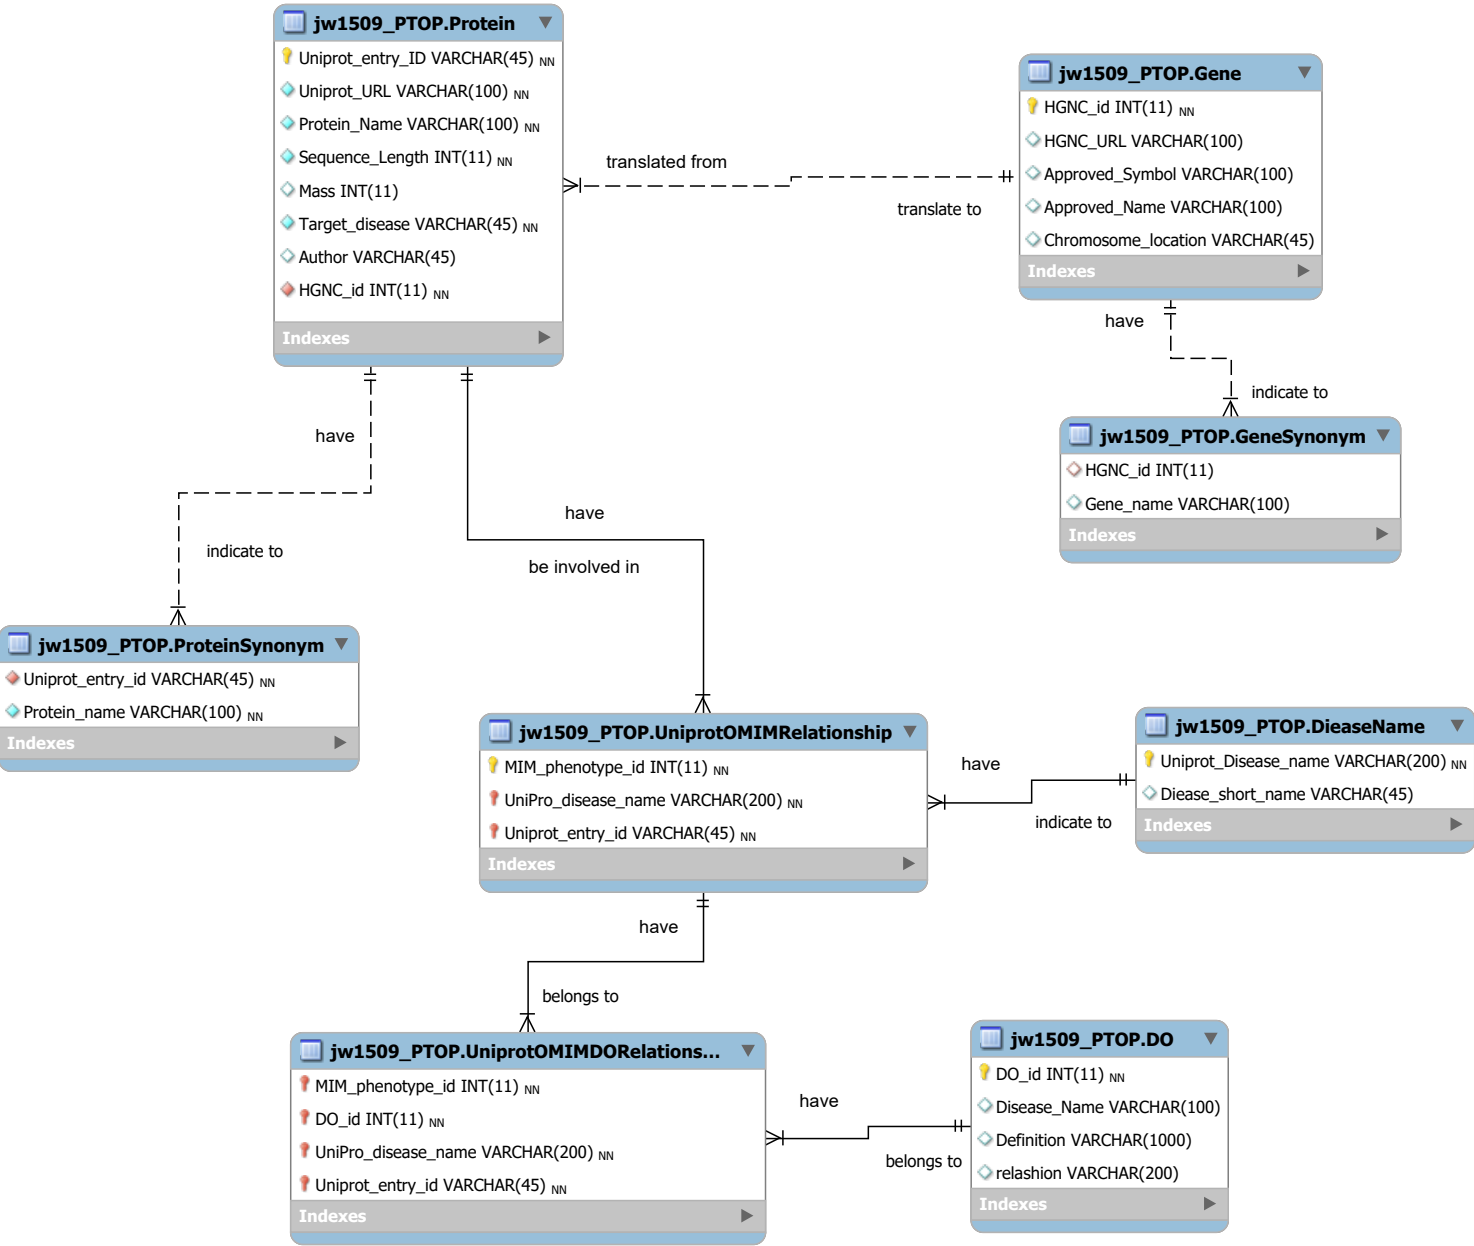 jw1509_PTOP.Protein
Uniprot_entry_ID VARCHAR(45) NN
Uniprot_URL VARCHAR(100) NN
Protein_Name VARCHAR(100) NN
Sequence_Length INT(11) NN
Mass INT(11)
Target_disease VARCHAR(45) NN
Author VARCHAR(45)
HGNC_id INT(11) NN
Indexes
translated from
translate to
jw1509_PTOP.Gene
HGNC_id INT(11) NN
HGNC_URL VARCHAR(100)
Approved_Symbol VARCHAR(100)
Approved_Name VARCHAR(100)
Chromosome_location VARCHAR(45)
Indexes
have
indicate to
jw1509_PTOP.GeneSynonym
HGNC_id INT(11)
Gene_name VARCHAR(100)
Indexes
have
indicate to
jw1509_PTOP.ProteinSynonym
Uniprot_entry_id VARCHAR(45) NN
Protein_name VARCHAR(100) NN
Indexes
have
be involved in
jw1509_PTOP.UniprotOMIMRelationship
MIM_phenotype_id INT(11) NN
UniPro_disease_name VARCHAR(200) NN
Uniprot_entry_id VARCHAR(45) NN
Indexes
have
indicate to
jw1509_PTOP.DieaseName
Uniprot_Disease_name VARCHAR(200) NN
Diease_short_name VARCHAR(45)
Indexes
have
belongs to
jw1509_PTOP.UniprotOMIMDORelations...
MIM_phenotype_id INT(11) NN
DO_id INT(11) NN
UniPro_disease_name VARCHAR(200) NN
Uniprot_entry_id VARCHAR(45) NN
Indexes
have
belongs to
jw1509_PTOP.DO
DO_id INT(11) NN
Disease_Name VARCHAR(100)
Definition VARCHAR(1000)
relashion VARCHAR(200)
Indexes